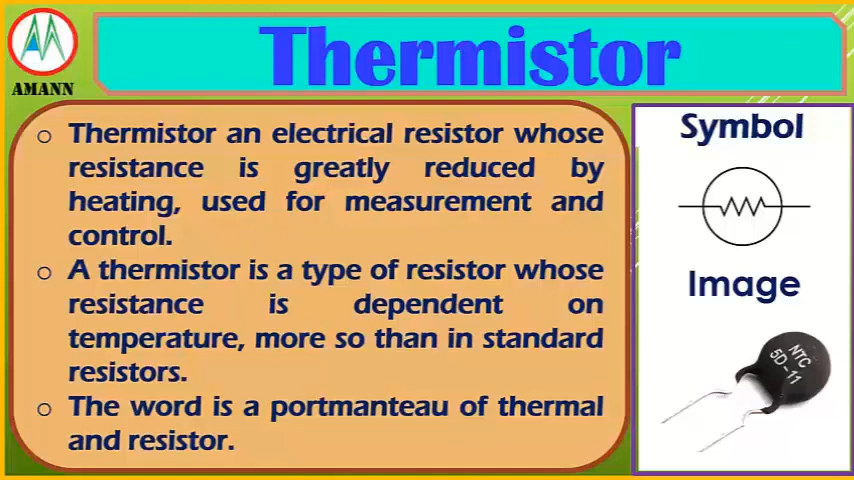 AMANN
Thermistor
Thermistor an electrical resistor whose
resistance is greatly reduced by
heating, used for measurement and
control.
A thermistor is a type of resistor whose
resistance is dependent on
temperature, more so than in standard
resistors.
The word is a portmanteau of thermal
and resistor.
Symbol
Image
NTC
5D-11